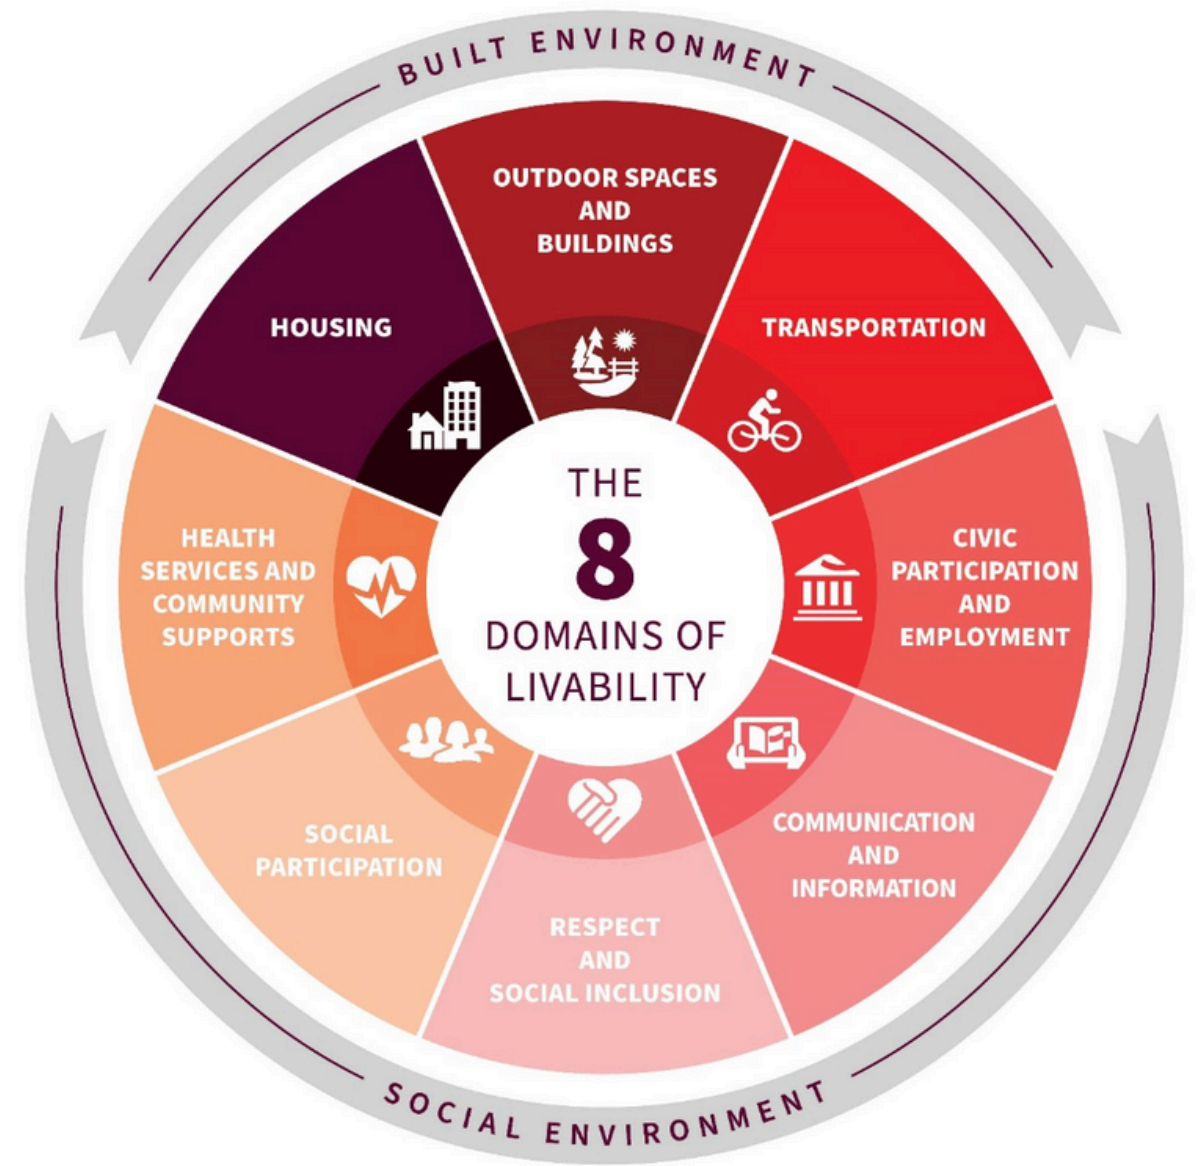 BUILT ENVIRONMENT
OUTDOOR SPACES
AND
BUILDINGS
HOUSING
TRANSPORTATION
THE
8
DOMAINS OF
LIVABILITY
HEALTH
SERVICES AND
COMMUNITY
SUPPORTS
CIVIC
PARTICIPATION
AND
EMPLOYMENT
SOCIAL
PARTICIPATION
COMMUNICATION
AND
INFORMATION
RESPECT
AND
SOCIAL INCLUSION
SOCIAL ENVIRONMENT